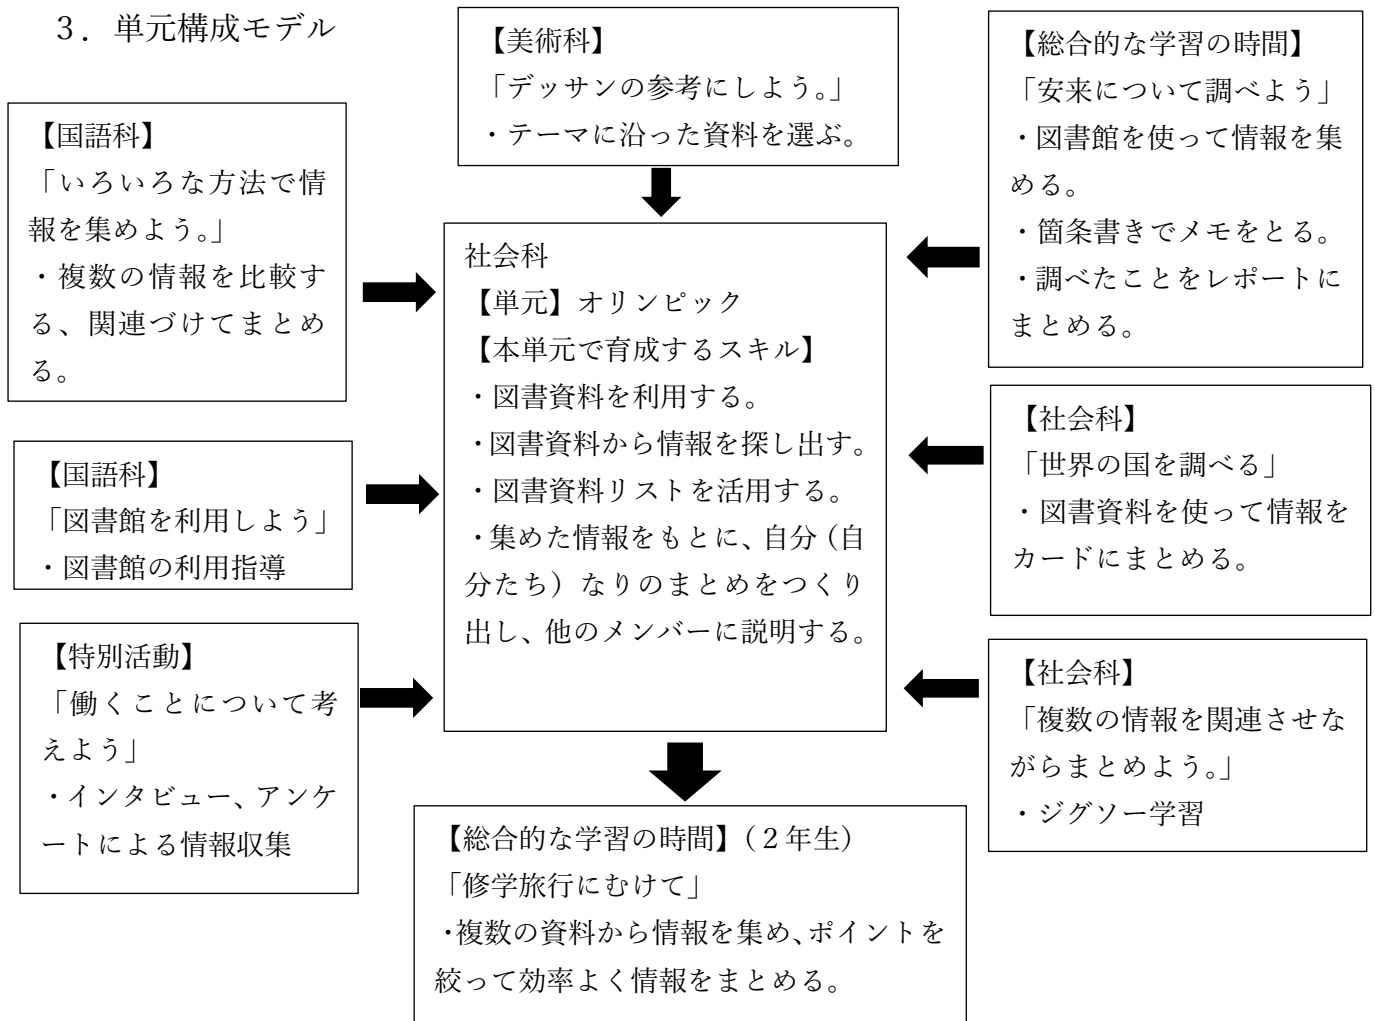 3．単元構成モデル
【美術科】
「デッサンの参考にしよう。」
・テーマに沿った資料を選ぶ。
【総合的な学習の時間】
「安来について調べよう」
・図書館を使って情報を集
める。
・箇条書きでメモをとる。
・調べたことをレポートに
まとめる。
【国語科】
「いろいろな方法で情
報を集めよう。」
・複数の情報を比較す
る、関連づけてまとめ
る。
社会科
【単元】オリンピック
【本単元で育成するスキル】
・図書資料を利用する。
・図書資料から情報を探し出す。
・図書資料リストを活用する。
・集めた情報をもとに、自分（自
分たち）なりのまとめをつくり
出し、他のメンバーに説明する。
【社会科】
「世界の国を調べる」
・図書資料を使って情報を
カードにまとめる。
【国語科】
「図書館を利用しよう」
・図書館の利用指導
【特別活動】
「働くことについて考
えよう」
・インタビュー、アンケ
ートによる情報収集
【社会科】
「複数の情報を関連させな
がらまとめよう。」
・ジグソー学習
【総合的な学習の時間】（２年生）
「修学旅行にむけて」
・複数の資料から情報を集め、ポイントを
絞って効率よく情報をまとめる。